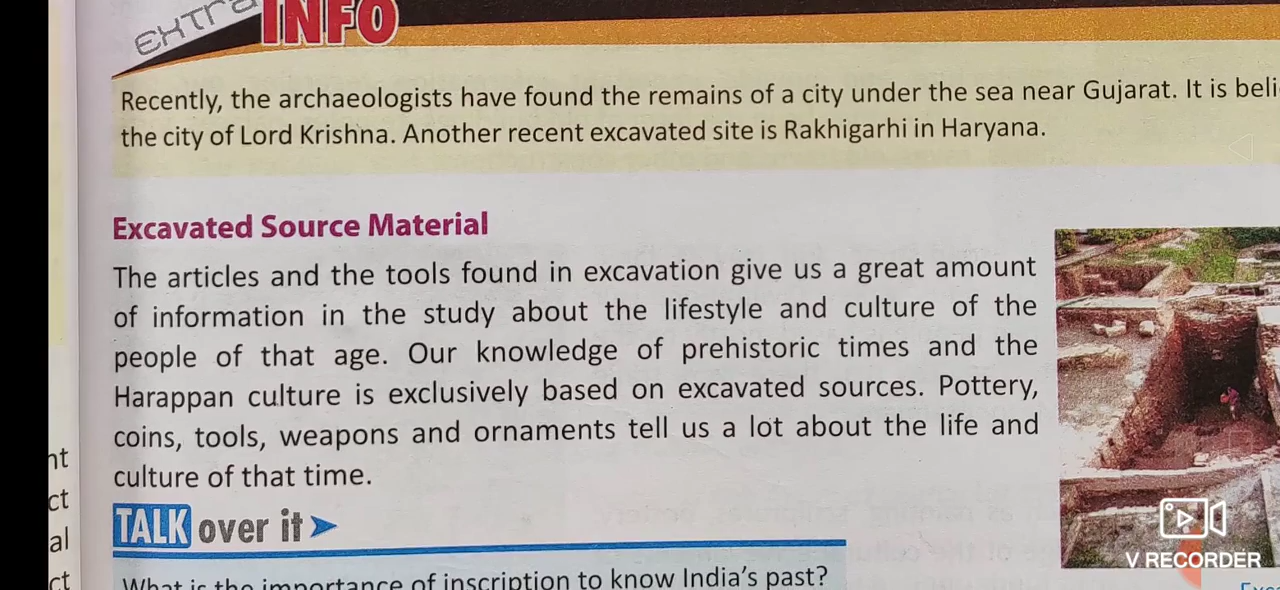 extra
INFO
Recently, the archaeologists have found the remains of a city under the sea near Gujarat. It is beli
the city of Lord Krishna. Another recent excavated site is Rakhigarhi in Haryana.
Excavated Source Material
The articles and the tools found in excavation give us a great amount
of information in the study about the lifestyle and culture of the
people of that age. Our knowledge of prehistoric times and the
Harappan culture is exclusively based on excavated sources. Pottery,
coins, tools, weapons and ornaments tell us a lot about the life and
culture of that time.
TALK over it
What is the importance of inscription to know India's past?
nt
ct
al
ct
V RECORDER